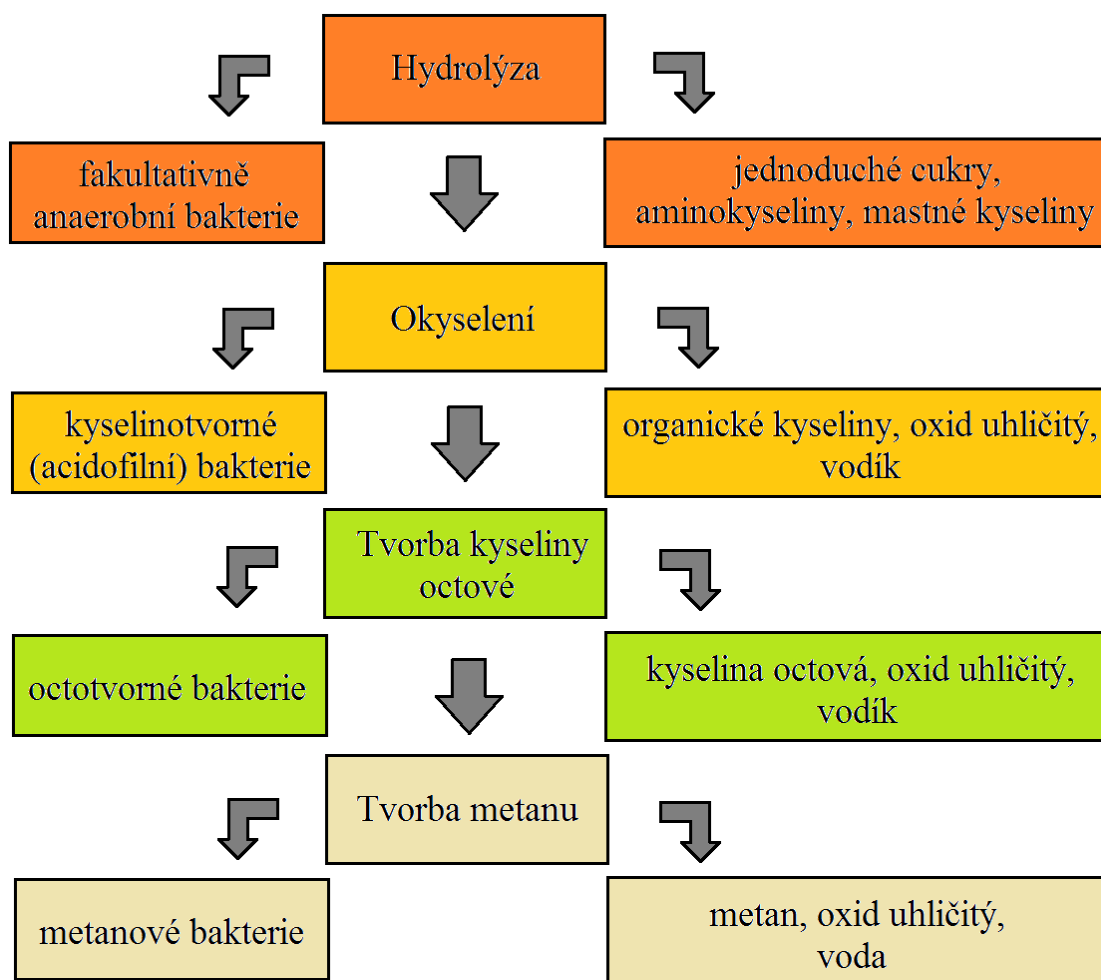 Hydrolýza
fakultativně
anaerobní bakterie
jednoduché cukry,
aminokyseliny, mastné kyseliny
Okyselení
kyselinotvorné
(acidofilní) bakterie
organické kyseliny, oxid uhličitý,
vodík
Tvorba kyseliny
octové
octotvorné bakterie
kyselina octová, oxid uhličitý,
vodík
Tvorba metanu
metanové bakterie
metan, oxid uhličitý,
voda